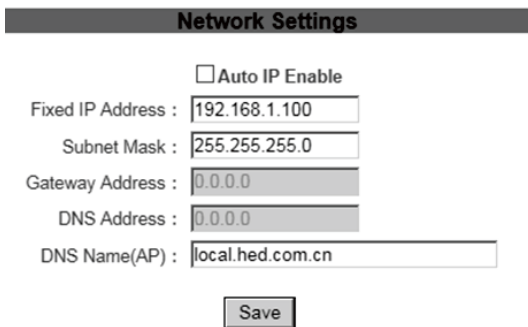 Network Settings
Auto IP Enable
Fixed IP Address : 192.168.1.100
Subnet Mask : 255.255.255.0
Gateway Address : 0.0.0.0
DNS Address : 0.0.0.0
DNS Name(AP) : local.hed.com.cn
Save